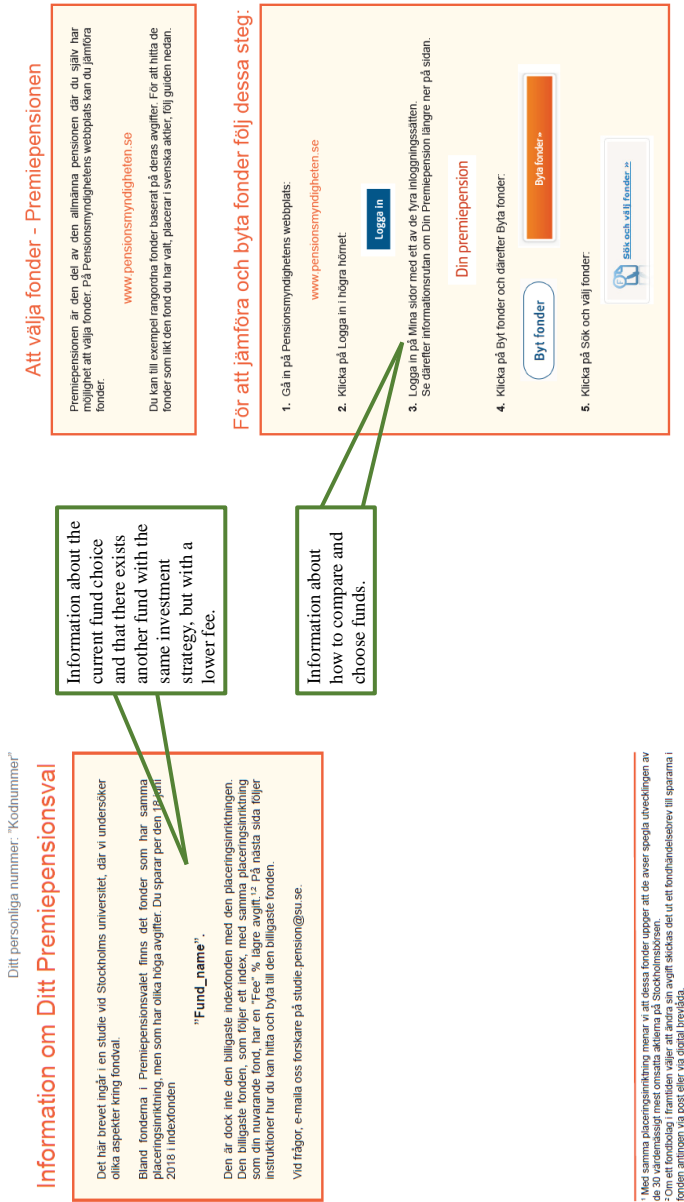 Ditt personliga nummer: "Kodnummer"
Information om Ditt Premiepensionsval
Det här brevet ingår i en studie vid Stockholms universitet, där vi undersöker
olika aspekter kring fondval.
Bland fonderna i Premiepensionsvalet finns det fonder som har samma
placeringsinriktning, men som har olika höga avgifter. Du sparar per den 18 juni
2018 i indexfonden
"Fund_name".
Den är dock inte den billigaste indexfonden med den placeringsinriktningen.
Den billigaste fonden, som följer ett index, med samma placeringsinriktning
som din nuvarande fond, har en "Fee" % lägre avgift.¹,² På nästa sida följer
instruktioner hur du kan hitta och byta till den billigaste fonden.
Vid frågor, e-maila oss forskare på studie.pension@su.se.
¹ Med samma placeringsinriktning menar vi att dessa fonder uppger att de avser spegla utvecklingen av
de 30 värdemässigt mest omsatta aktierna på Stockholmsbörsen.
² Om ett fondbolag i framtiden väljer att ändra sin avgift skickas det ut ett fondhändelsebrev till spararna i
fonden antingen via post eller via digital brevlåda.
Information about the
current fund choice
and that there exists
another fund with the
same investment
strategy, but with a
lower fee.
Information about
how to compare and
choose funds.
Att välja fonder - Premiepensionen
Premiepensionen är den del av den allmänna pensionen där du själv har
möjlighet att välja fonder. På Pensionsmyndighetens webbplats kan du jämföra
fonder.
www.pensionsmyndigheten.se
Du kan till exempel rangordna fonder baserat på deras avgifter. För att hitta de
fonder som likt den fond du har valt, placerar i svenska aktier, följ guiden nedan.
För att jämföra och byta fonder följ dessa steg:
1. Gå in på Pensionsmyndighetens webbplats:
www.pensionsmyndigheten.se
2. Klicka på Logga in i högra hörnet:
Logga in
3. Logga in på Mina sidor med ett av de fyra inloggningssätten.
Se därefter informationsrutan om Din Premiepension längre ner på sidan.
Din premiepension
4. Klicka på Byt fonder och därefter Byta fonder:
Byt fonder
Byta fonder»
5. Klicka på Sök och välj fonder:
Sök och välj fonder »